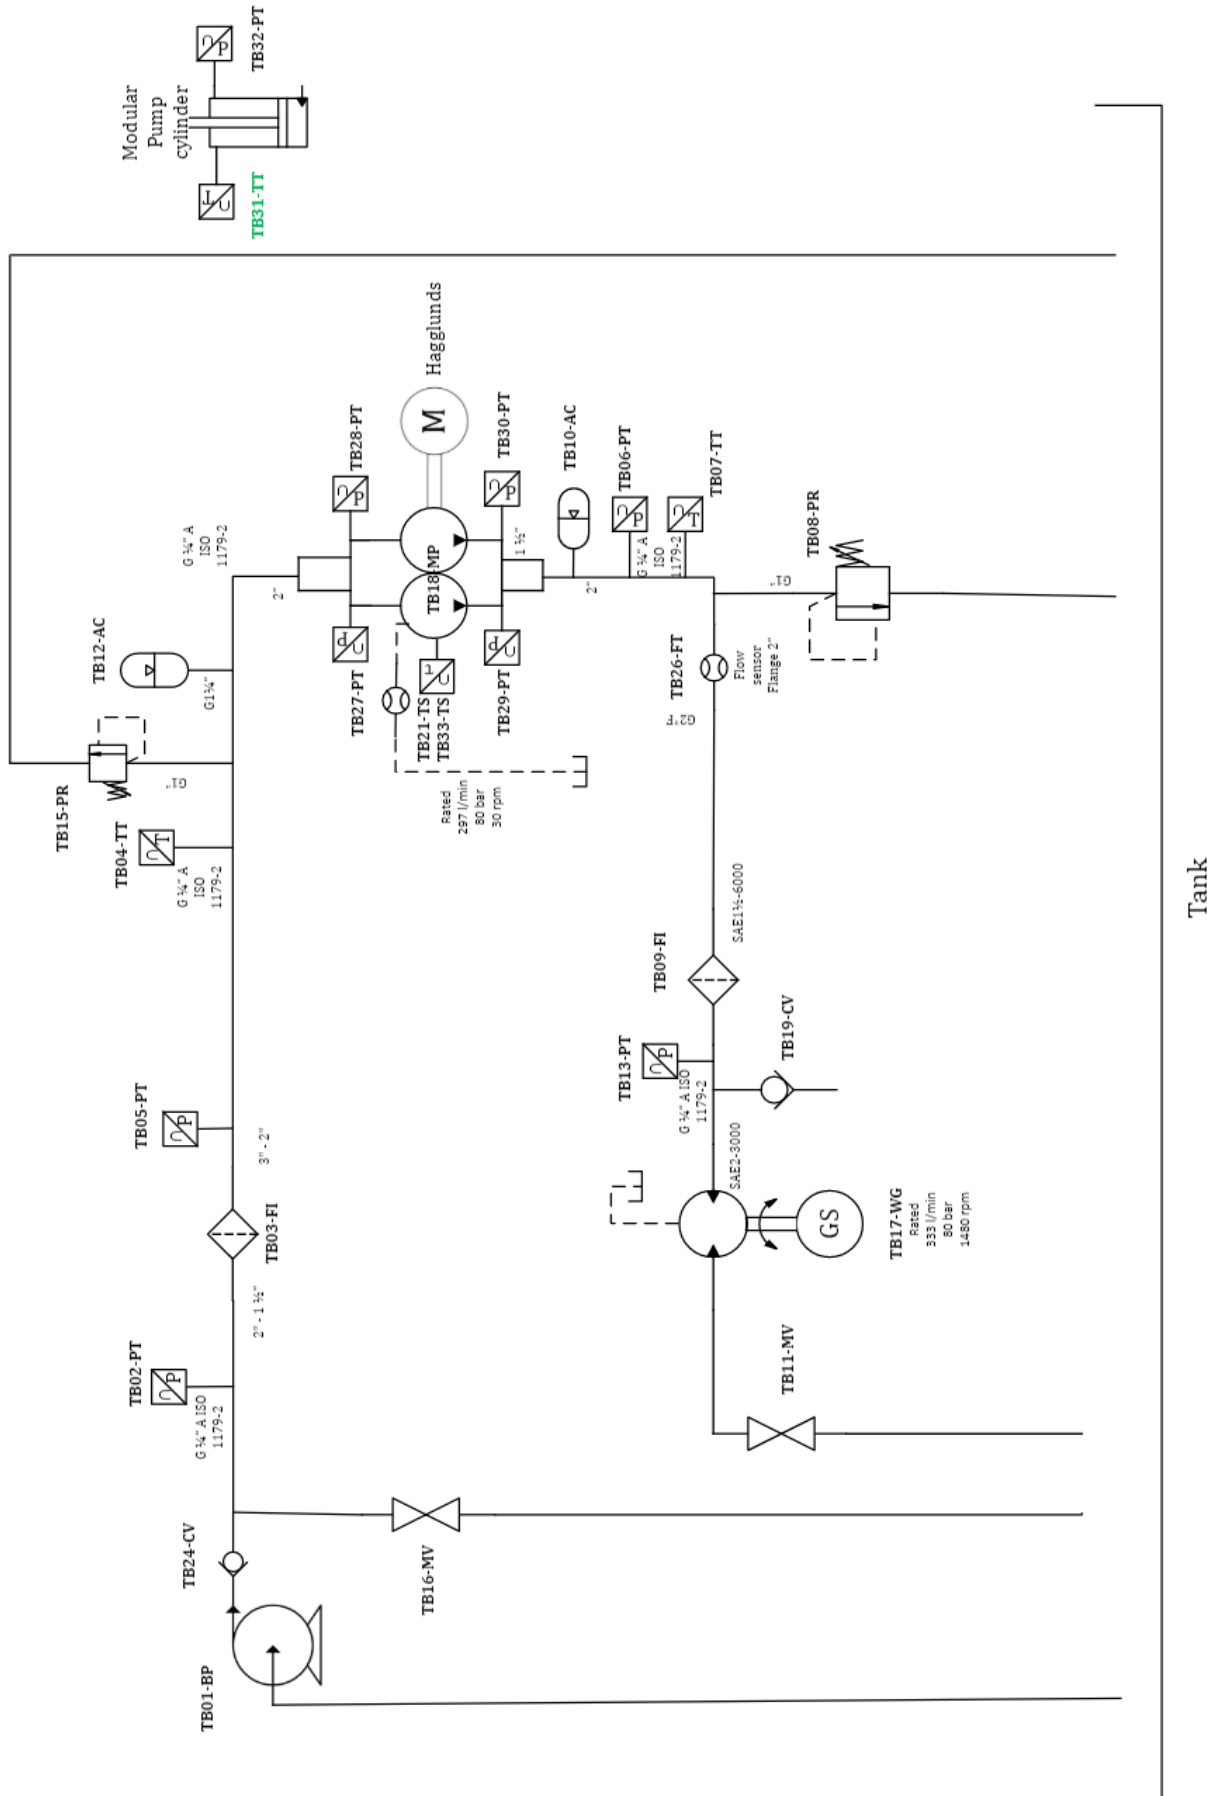 TB15-PR
TB12-AC
Modular
Pump
cylinder
TB04-TT
U
T
G ¾" A
ISO
1179-2
G1"
G1¼"
G ¾" A
ISO
1179-2
T
U
TB31-TT
U
P
TB32-PT
TB02-PT
U
P
G ¾" A ISO
1179-2
TB05-PT
U
P
TB01-BP
TB24-CV
2" - 1 ½"
TB03-FI
3" - 2"
2"
P
U
TB27-PT
U
P
TB28-PT
TB16-MV
TB21-TS
TB33-TS
T
U
TB18-MP
M
Hagglunds
Rated
297 l/min
80 bar
30 rpm
P
U
TB29-PT
U
P
TB30-PT
1 ½"
TB10-AC
2"
TB06-PT
U
P
G ¾" A
ISO
1179-2
TB07-TT
U
T
TB13-PT
U
P
G ¾" A ISO
1179-2
TB09-FI
TB26-FT
G2"F
Flow
sensor
Flange 2"
SAE2-3000
SAE1½-6000
G1"
TB08-PR
TB11-MV
TB19-CV
GS
TB17-WG
Rated
333 l/min
80 bar
1480 rpm
Tank